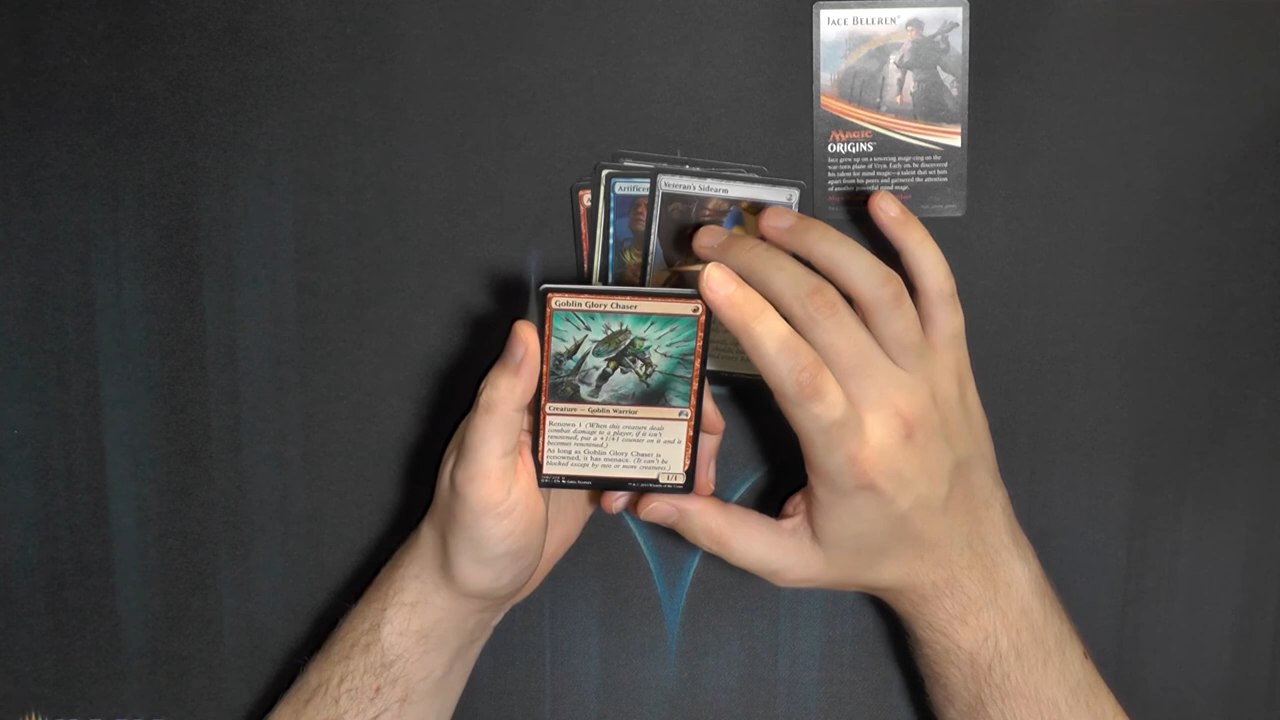 JACE BELEREN™
MAGIC
ORIGINS™
Jace grew up on a towering mage-ring on the
war-torn plane of Vryn. Early on, he discovered
his talent for mind magic—a talent that set him
apart from his peers and garnered the attention
of another powerful mind mage.
Artificer
Veteran's Sidearm
2
Goblin Glory Chaser
Creature — Goblin Warrior
Renown 1 (When this creature deals
combat damage to a player, if it isn't
renowned, put a +1/+1 counter on it and it
becomes renowned.)
As long as Goblin Glory Chaser is
renowned, it has menace. (It can't be
blocked except by two or more creatures.)
1/1